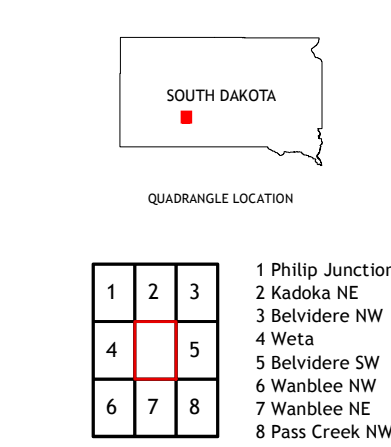 SOUTH DAKOTA
QUADRANGLE LOCATION
1 2 3
4 5
6 7 8
1 Philip Junction
2 Kadoka NE
3 Belvidere NW
4 Weta
5 Belvidere SW
6 Wanblee NW
7 Wanblee NE
8 Pass Creek NW